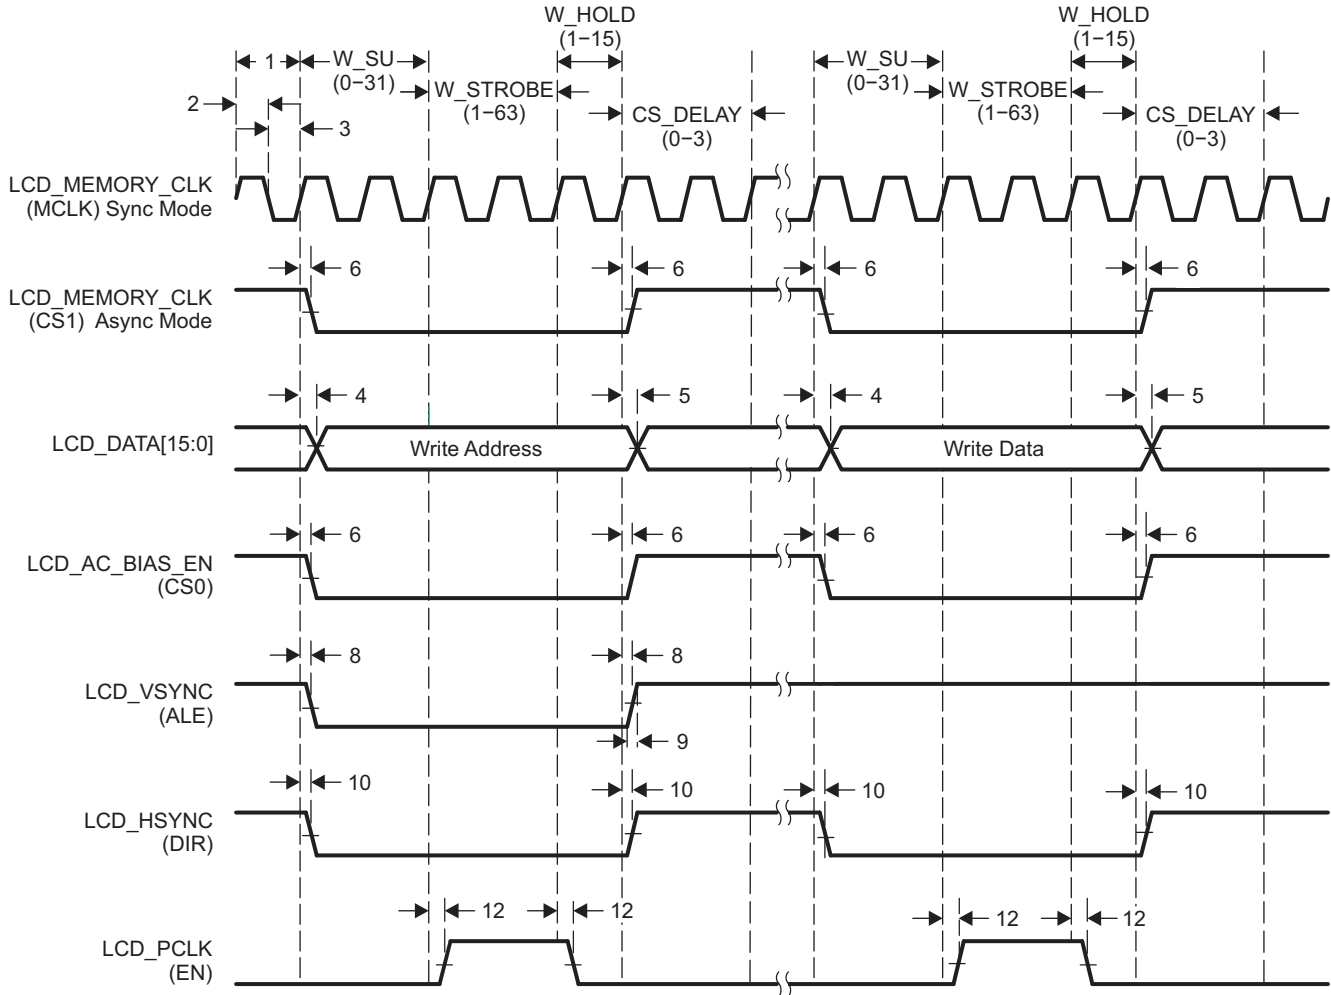 W_HOLD
(1−15)
W_HOLD
(1−15)
1
W_SU
(0−31)
W_SU
(0−31)
2
W_STROBE
(1−63)
W_STROBE
(1−63)
3
CS_DELAY
(0−3)
CS_DELAY
(0−3)
LCD_MEMORY_CLK
(MCLK) Sync Mode
6
6
6
6
LCD_MEMORY_CLK
(CS1) Async Mode
4
5
4
5
LCD_DATA[15:0]
Write Address
Write Data
6
6
6
6
LCD_AC_BIAS_EN
(CS0)
8
8
LCD_VSYNC
(ALE)
9
10
10
10
10
LCD_HSYNC
(DIR)
12
12
12
12
LCD_PCLK
(EN)